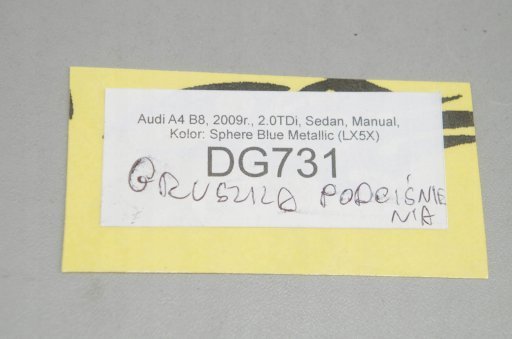 Audi A4 B8, 2009r., 2.0TDi, Sedan, Manual,
Kolor: Sphere Blue Metallic (LX5X)
DG731
GRUSZKA PODCIŚNIE
NIA